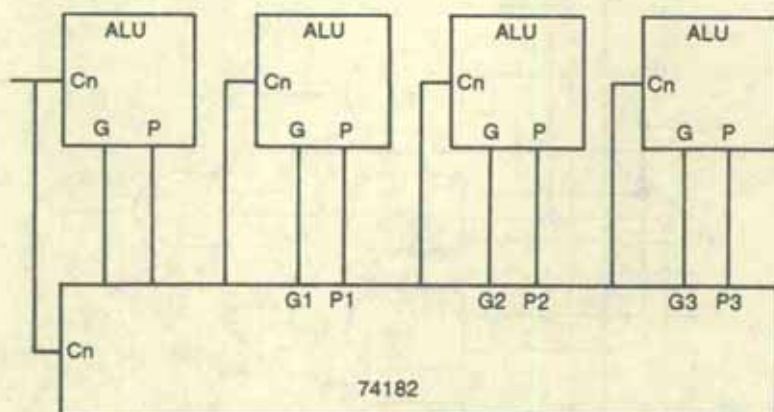 ALU ALU ALU ALU
Cn Cn Cn Cn
G P G P G P G P
G1 P1 G2 P2 G3 P3
Cn
74182